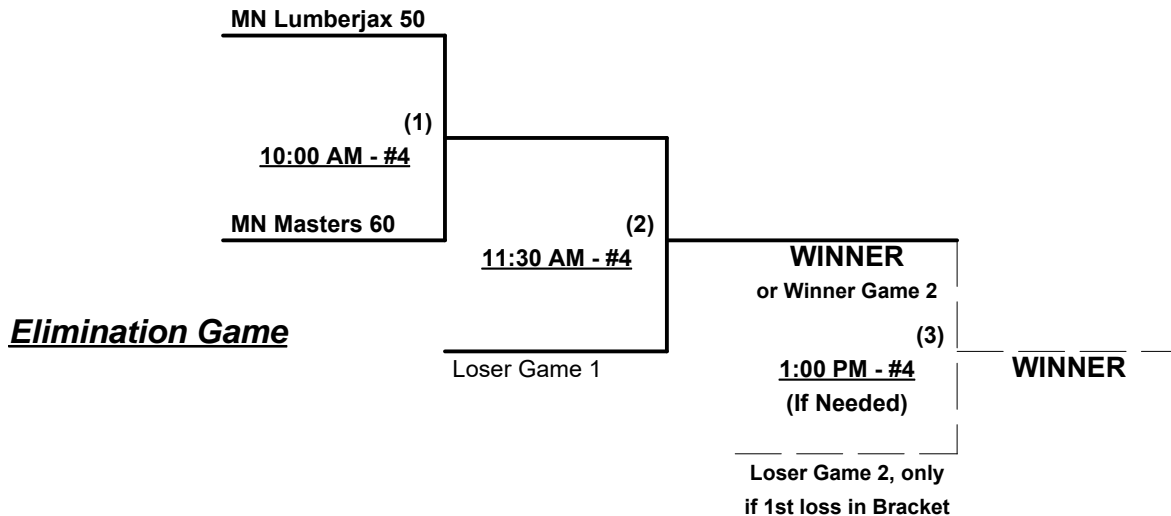 MN Lumberjax 50
(1)
10:00 AM - #4
MN Masters 60
(2)
11:30 AM - #4
WINNER
or Winner Game 2
Elimination Game
(3)
Loser Game 1
1:00 PM - #4
WINNER
(If Needed)
Loser Game 2, only
if 1st loss in Bracket